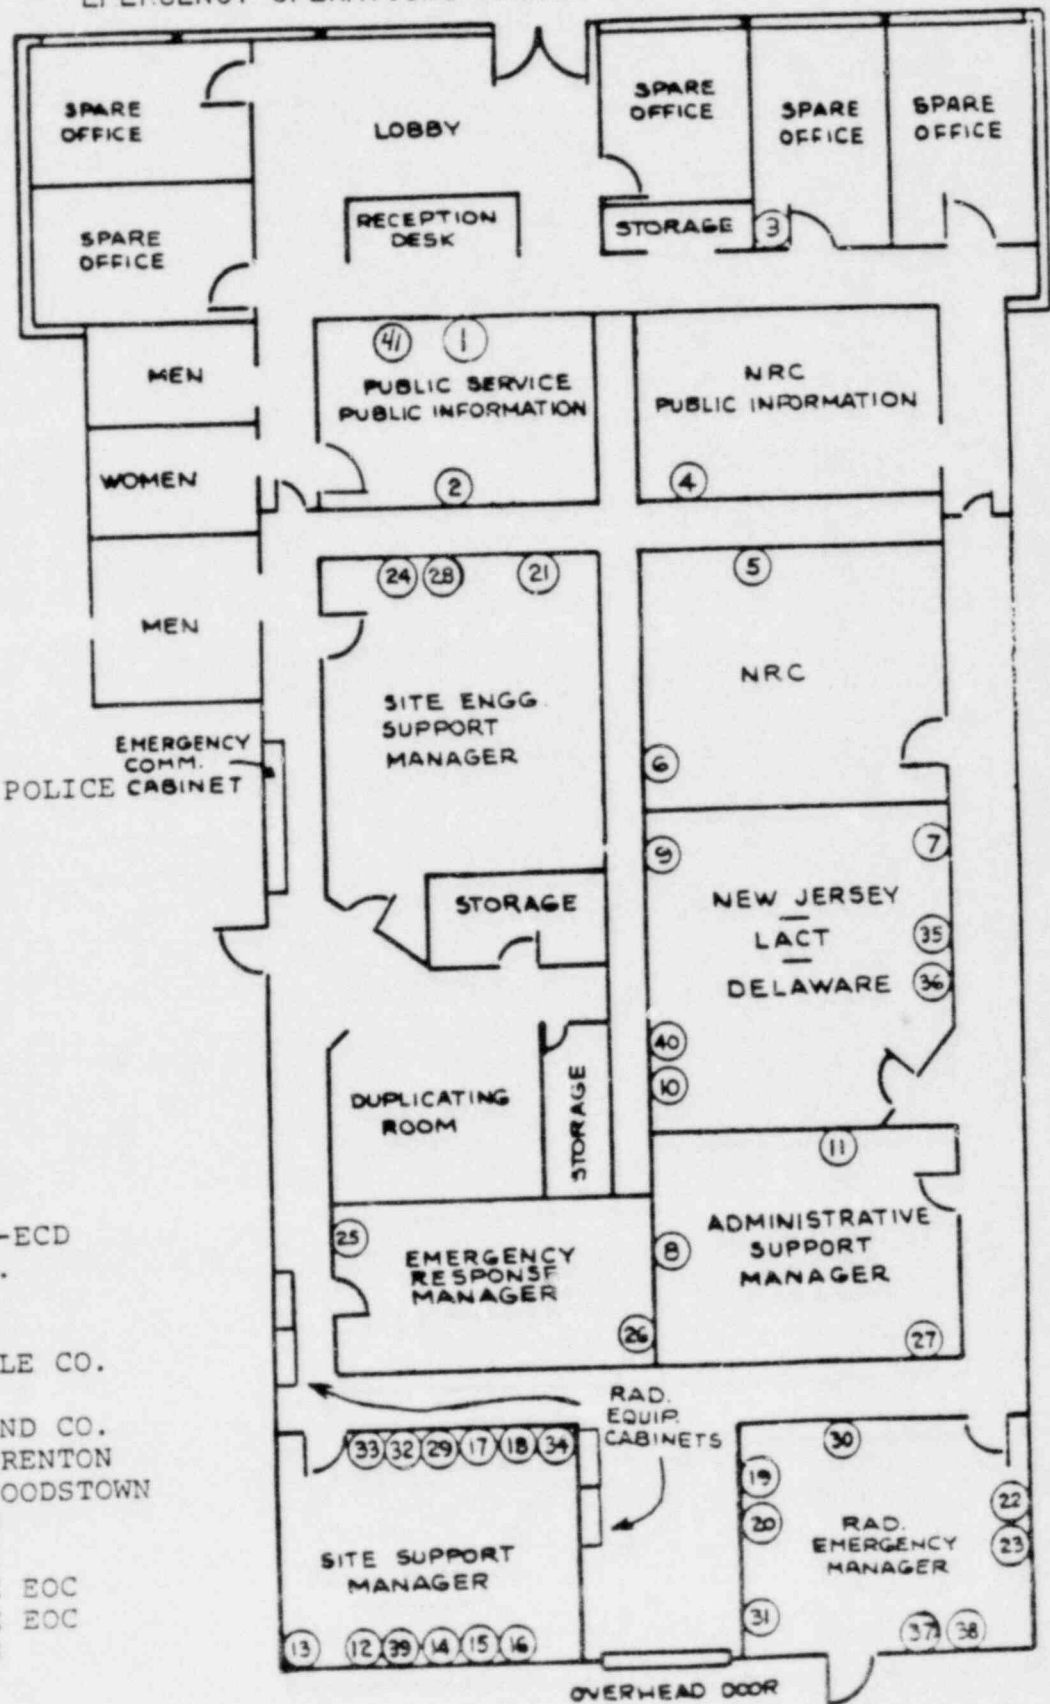 SPARE
OFFICE
LOBBY
SPARE
OFFICE
SPARE
OFFICE
SPARE
OFFICE
RECEPTION
DESK
STORAGE
3
SPARE
OFFICE
41
1
MEN
PUBLIC SERVICE
PUBLIC INFORMATION
NRC
PUBLIC INFORMATION
WOMEN
2
4
24
28
21
5
MEN
NRC
SITE ENGG.
SUPPORT
MANAGER
EMERGENCY
COMM.
CABINET
POLICE
6
9
7
STORAGE
NEW JERSEY
LACT
DELAWARE
35
36
40
10
DUPLICATING
ROOM
STORAGE
11
-ECD
25
EMERGENCY
RESPONSE
MANAGER
8
ADMINISTRATIVE
SUPPORT
MANAGER
26
27
LE CO.
ND CO.
RENTON
OODSTOWN
RAD.
EQUIP.
CABINETS
33
32
29
17
18
34
30
19
20
22
23
SITE SUPPORT
MANAGER
RAD.
EMERGENCY
MANAGER
EOC
EOC
31
13
12
39
14
15
16
37
38
OVERHEAD DOOR